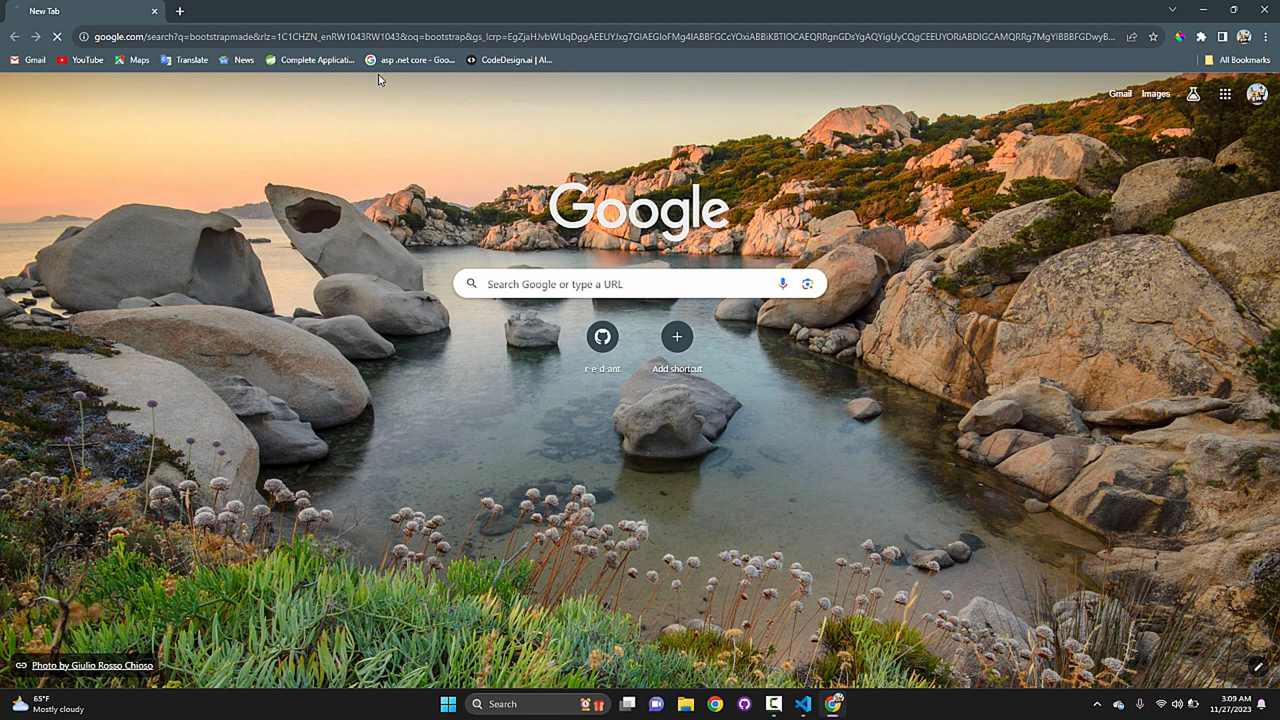 New Tab
google.com/search?q=bootstrapmade&rlz=1C1CHZN_enRW1043RW1043&oq=bootstrap&gs_lcrp=EgZjaHJvbWUqDggAEEUYJxg7GIAEGIoFMg4IABBFGCcYOxiABBiKBTIOCAEQRRgnGDsYgAQYigUyCQgCEEUYORiABDIGCAMQRRg7MgYIBBBFGDwyB...
Gmail YouTube Maps Translate News Complete Applicati... asp .net core - Goo... CodeDesign.ai | AI... All Bookmarks
Gmail Images
Google
Search Google or type a URL
r-e-d-ant Add shortcut
Photo by Giulio Rosso Chioso
65°F
Mostly cloudy
Search
3:09 AM
11/27/2023